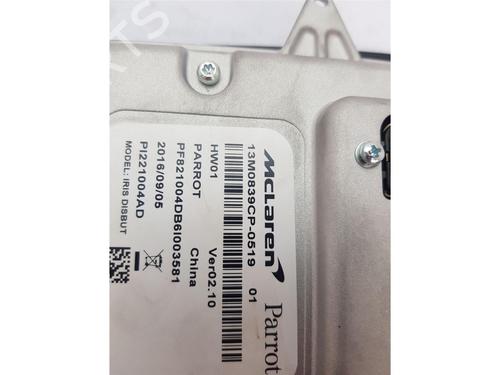 McLaren
13M0839CP-0519 01
HW01 Ver02.10
PARROT China
PF821004DB6I003581
2016/09/05
PI221004AD
MODEL: IRIS DISBUT
Parrot